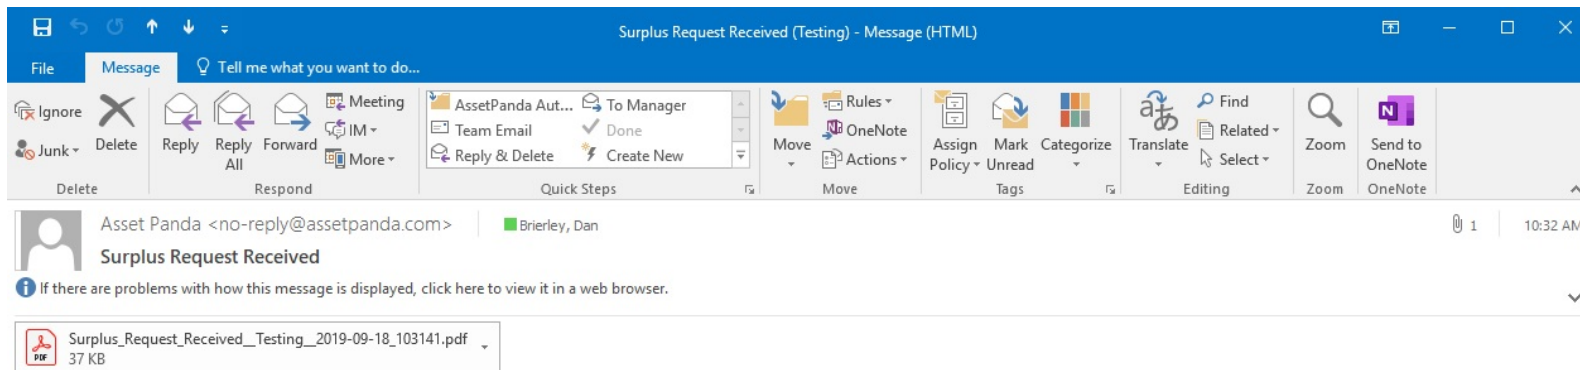 Surplus Request Received (Testing) - Message (HTML)
File Message Tell me what you want to do...
Ignore
Junk
Delete
Delete
Reply
Reply All
Forward
Meeting
IM
More
Respond
AssetPanda Aut...
Team Email
Reply & Delete
To Manager
Done
Create New
Quick Steps
Move
Rules
OneNote
Actions
Move
Assign Policy
Mark Unread
Categorize
Tags
Translate
Find
Related
Select
Editing
Zoom
Zoom
Send to OneNote
OneNote
Asset Panda <no-reply@assetpanda.com> Brierley, Dan 1 10:32 AM
Surplus Request Received
If there are problems with how this message is displayed, click here to view it in a web browser.
PDF
Surplus_Request_Received__Testing__2019-09-18_103141.pdf
37 KB